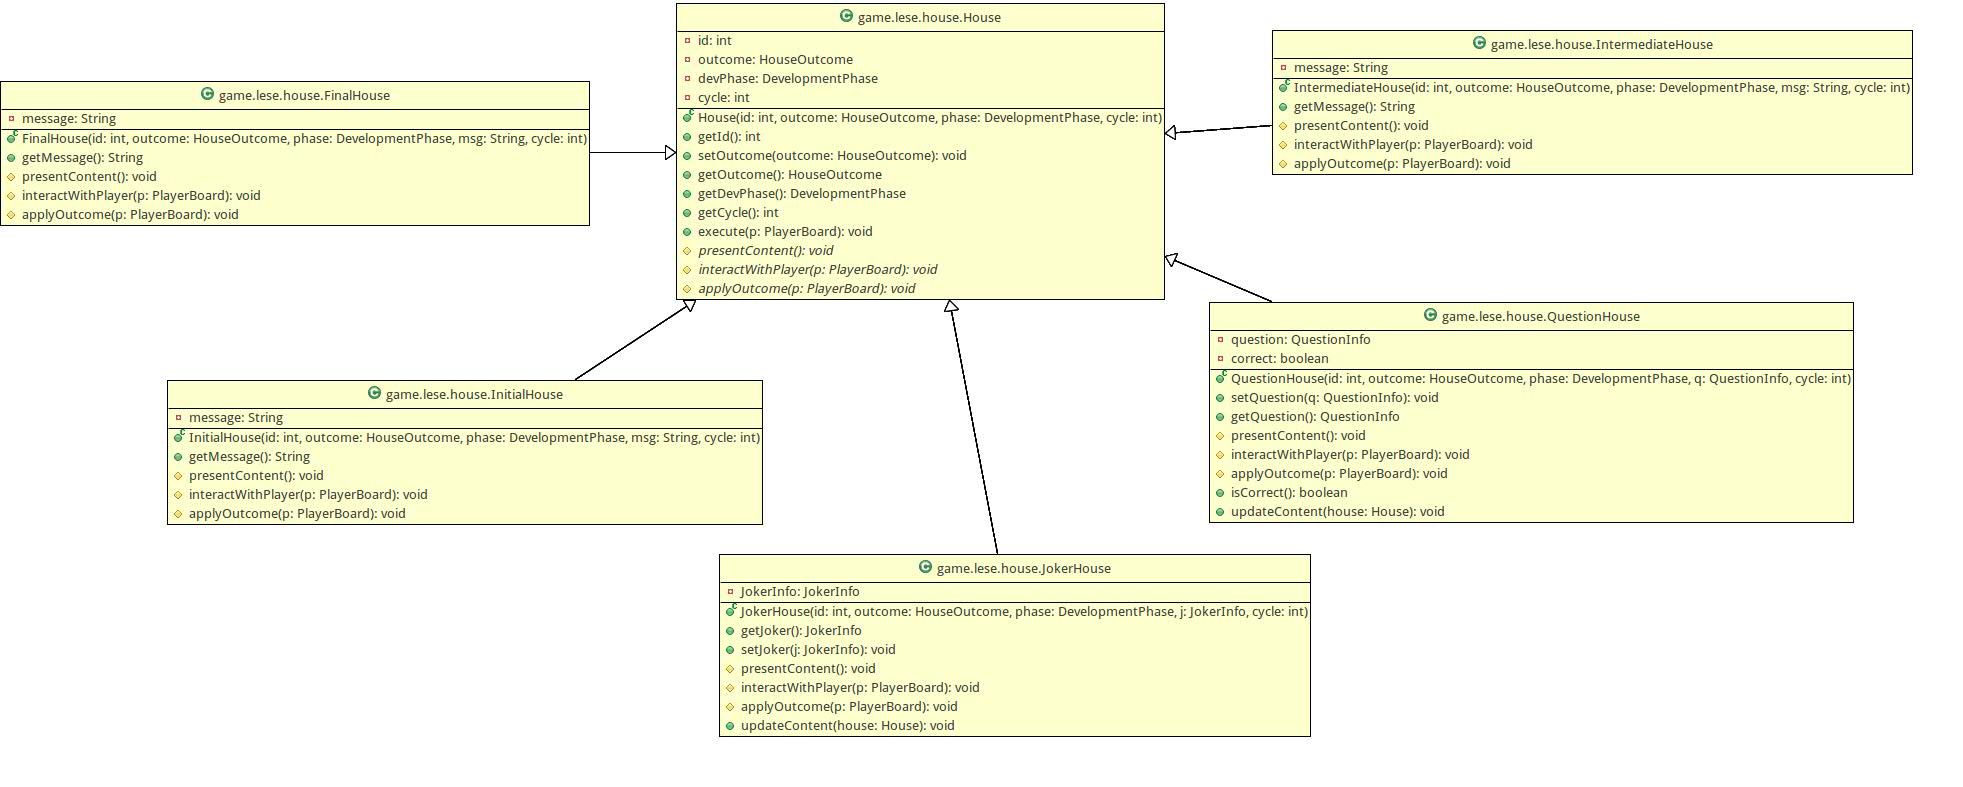 game.lese.house.House
id: int
outcome: HouseOutcome
devPhase: DevelopmentPhase
cycle: int
House(id: int, outcome: HouseOutcome, phase: DevelopmentPhase, cycle: int)
getId(): int
setOutcome(outcome: HouseOutcome): void
getOutcome(): HouseOutcome
getDevPhase(): DevelopmentPhase
getCycle(): int
execute(p: PlayerBoard): void
presentContent(): void
interactWithPlayer(p: PlayerBoard): void
applyOutcome(p: PlayerBoard): void
game.lese.house.IntermediateHouse
message: String
IntermediateHouse(id: int, outcome: HouseOutcome, phase: DevelopmentPhase, msg: String, cycle: int)
getMessage(): String
presentContent(): void
interactWithPlayer(p: PlayerBoard): void
applyOutcome(p: PlayerBoard): void
game.lese.house.FinalHouse
message: String
FinalHouse(id: int, outcome: HouseOutcome, phase: DevelopmentPhase, msg: String, cycle: int)
getMessage(): String
presentContent(): void
interactWithPlayer(p: PlayerBoard): void
applyOutcome(p: PlayerBoard): void
game.lese.house.QuestionHouse
question: QuestionInfo
correct: boolean
QuestionHouse(id: int, outcome: HouseOutcome, phase: DevelopmentPhase, q: QuestionInfo, cycle: int)
setQuestion(q: QuestionInfo): void
getQuestion(): QuestionInfo
presentContent(): void
interactWithPlayer(p: PlayerBoard): void
applyOutcome(p: PlayerBoard): void
isCorrect(): boolean
updateContent(house: House): void
game.lese.house.InitialHouse
message: String
InitialHouse(id: int, outcome: HouseOutcome, phase: DevelopmentPhase, msg: String, cycle: int)
getMessage(): String
presentContent(): void
interactWithPlayer(p: PlayerBoard): void
applyOutcome(p: PlayerBoard): void
game.lese.house.JokerHouse
JokerInfo: JokerInfo
JokerHouse(id: int, outcome: HouseOutcome, phase: DevelopmentPhase, j: JokerInfo, cycle: int)
getJoker(): JokerInfo
setJoker(j: JokerInfo): void
presentContent(): void
interactWithPlayer(p: PlayerBoard): void
applyOutcome(p: PlayerBoard): void
updateContent(house: House): void